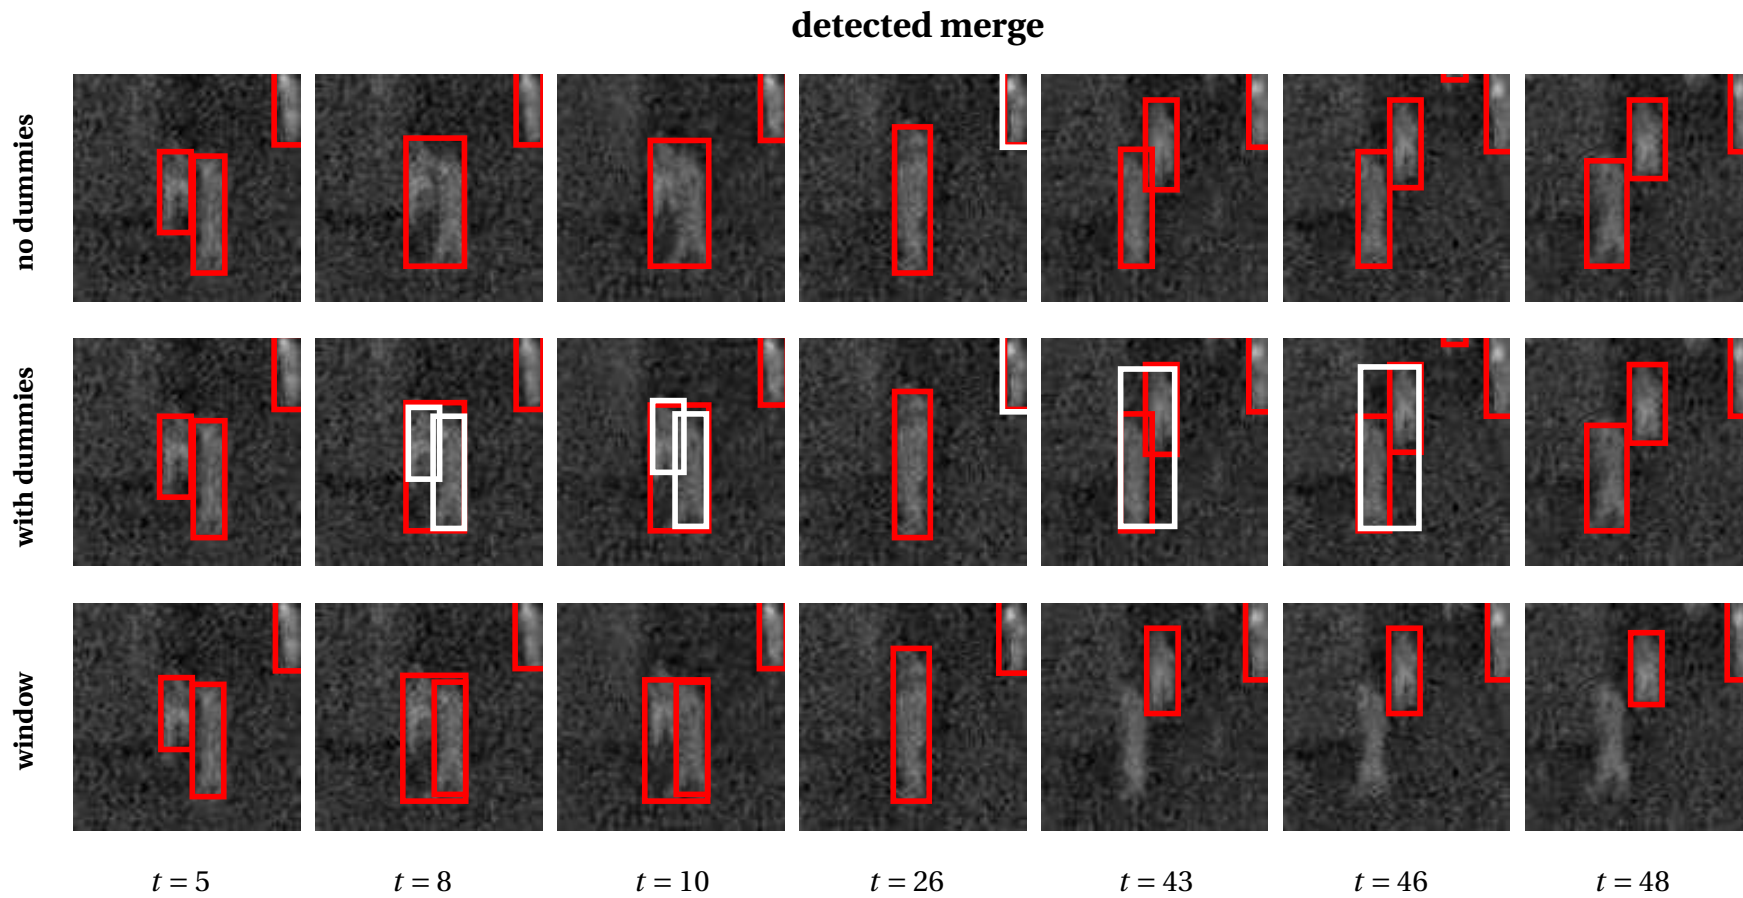 detected merge
no dummies
with dummies
window
t = 5
t = 8
t = 10
t = 26
t = 43
t = 46
t = 48